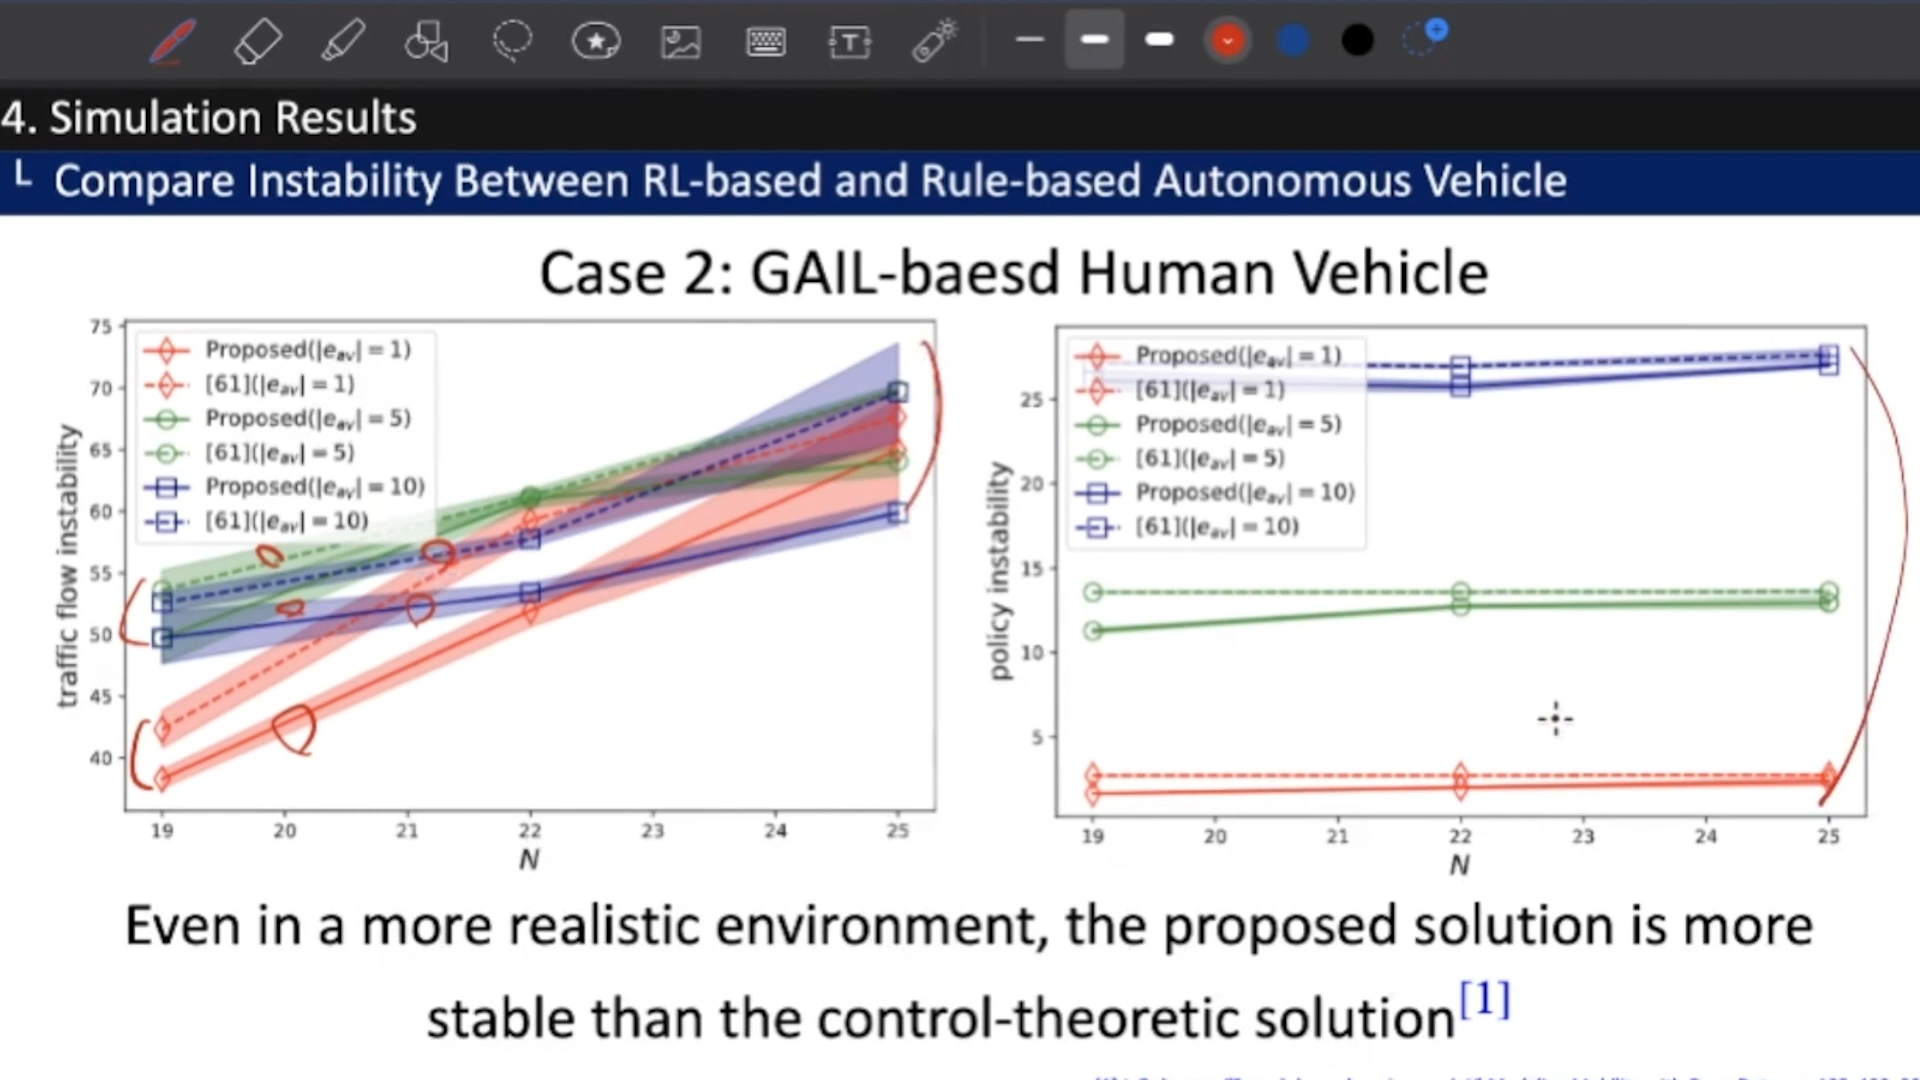 4. Simulation Results
└ Compare Instability Between RL-based and Rule-based Autonomous Vehicle
Case 2: GAIL-baesd Human Vehicle
75
70
65
60
55
50
45
40
traffic flow instability
Proposed(|e_av| = 1)
[61](|e_av| = 1)
Proposed(|e_av| = 5)
[61](|e_av| = 5)
Proposed(|e_av| = 10)
[61](|e_av| = 10)
19 20 21 22 23 24 25
N
25
20
15
10
5
policy instability
Proposed(|e_av| = 1)
[61](|e_av| = 1)
Proposed(|e_av| = 5)
[61](|e_av| = 5)
Proposed(|e_av| = 10)
[61](|e_av| = 10)
19 20 21 22 23 24 25
N
Even in a more realistic environment, the proposed solution is more
stable than the control-theoretic solution[1]